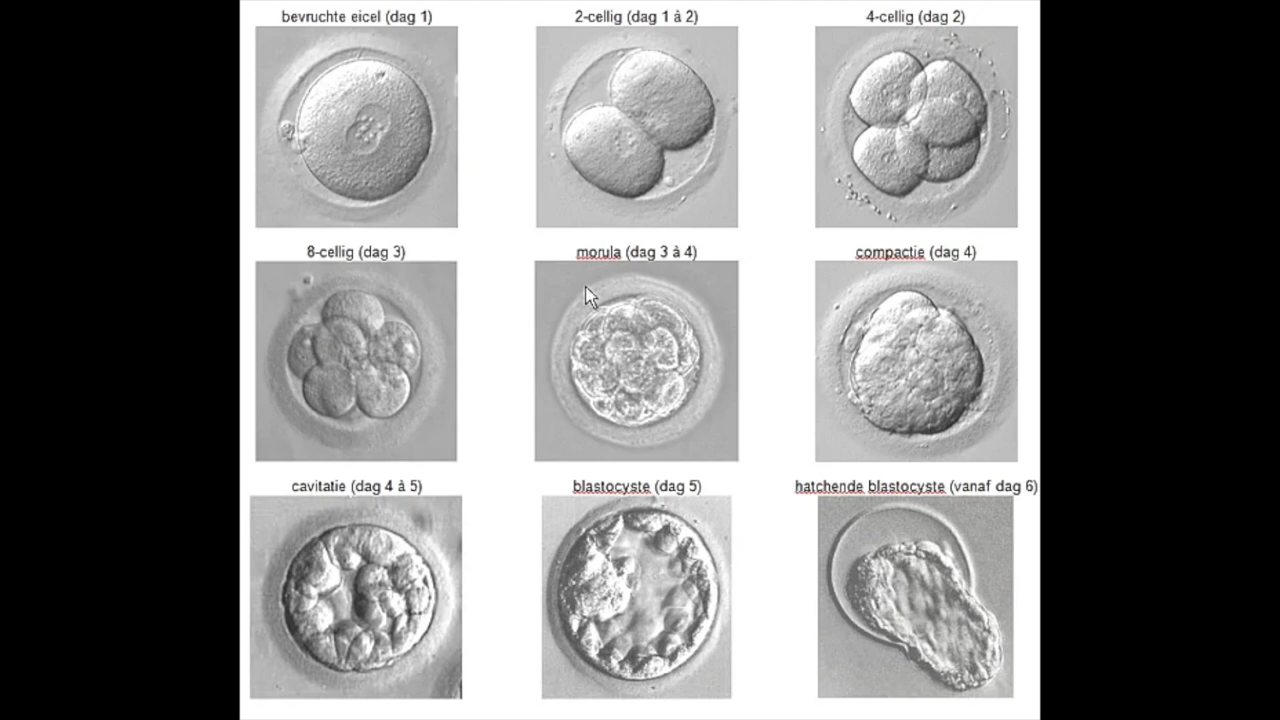 bevruchte eicel (dag 1)
2-cellig (dag 1 à 2)
4-cellig (dag 2)
8-cellig (dag 3)
morula (dag 3 à 4)
compactie (dag 4)
cavitatie (dag 4 à 5)
blastocyste (dag 5)
hatchende blastocyste (vanaf dag 6)